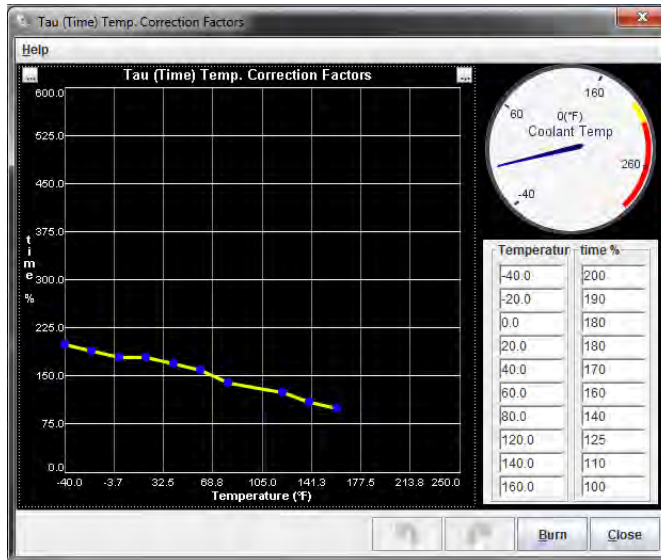 Tau (Time) Temp. Correction Factors
Help
... Tau (Time) Temp. Correction Factors ...
600.0
525.0
450.0
375.0
time %
300.0
225.0
150.0
75.0
0.0
-40.0 -3.7 32.5 68.8 105.0 141.3 177.5 213.8 250.0
Temperature (°F)
160
60
0(°F)
Coolant Temp
260
-40
Temperatur time %
-40.0 200
-20.0 190
0.0 180
20.0 180
40.0 170
60.0 160
80.0 140
120.0 125
140.0 110
160.0 100
Burn Close